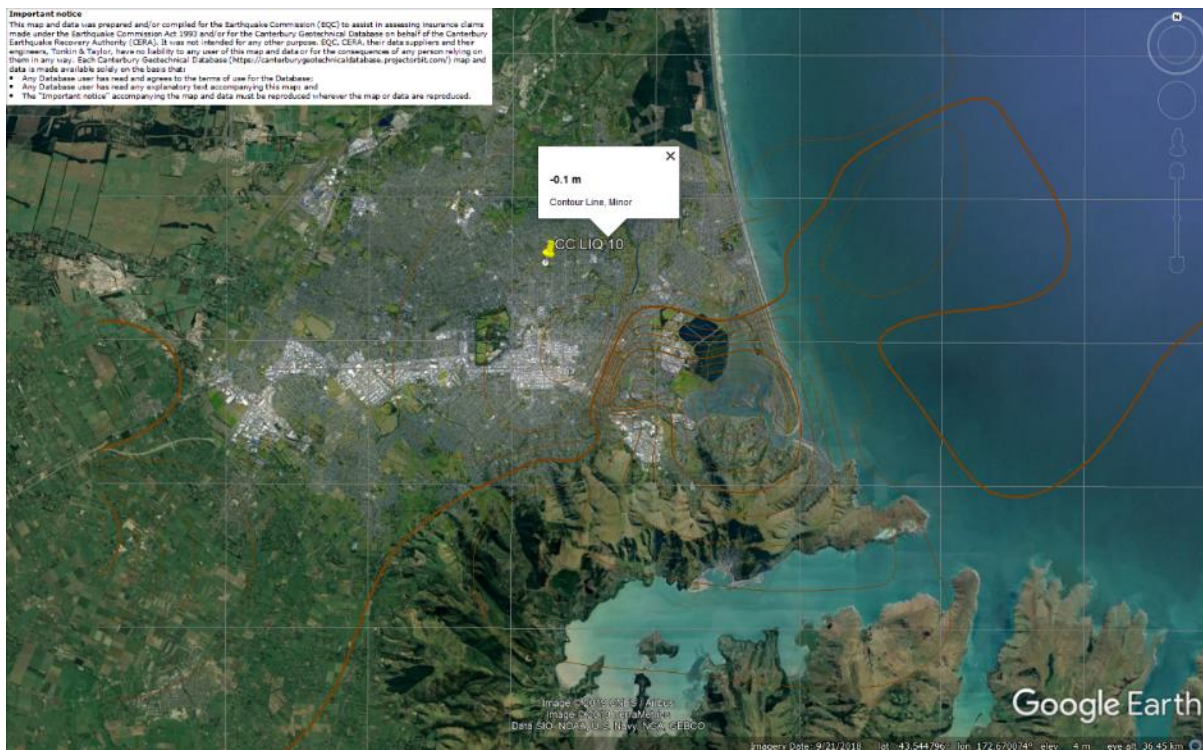 Important notice
This map and data was prepared and/or compiled for the Earthquake Commission (EQC) to assist in assessing insurance claims
made under the Earthquake Commission Act 1993 and/or for the Canterbury Geotechnical Database on behalf of the Canterbury
Earthquake Recovery Authority (CERA). It was not intended for any other purpose. EQC, CERA, their data suppliers and their
engineers, Tonkin & Taylor, have no liability to any user of this map and data or for the consequences of any person relying on
them in any way. Each Canterbury Geotechnical Database (https://canterburygeotechnicaldatabase.projectorbit.com/) map and
data is made available solely on the basis that:
• Any Database user has read and agrees to the terms of use for the Database;
• Any Database user has read any explanatory text accompanying this map; and
• The "Important notice" accompanying the map and data must be reproduced wherever the map or data are reproduced.
N
-0.1 m
Contour Line, Minor
CC LIQ 10
Image ©2019 CNES / Airbus
Image ©2019 TerraMetrics
Data SIO, NOAA, U.S. Navy, NGA, GEBCO
Google Earth
Imagery Date: 9/21/2018 lat -43.544796° lon 172.670074° elev 4 m eye alt 36.45 km